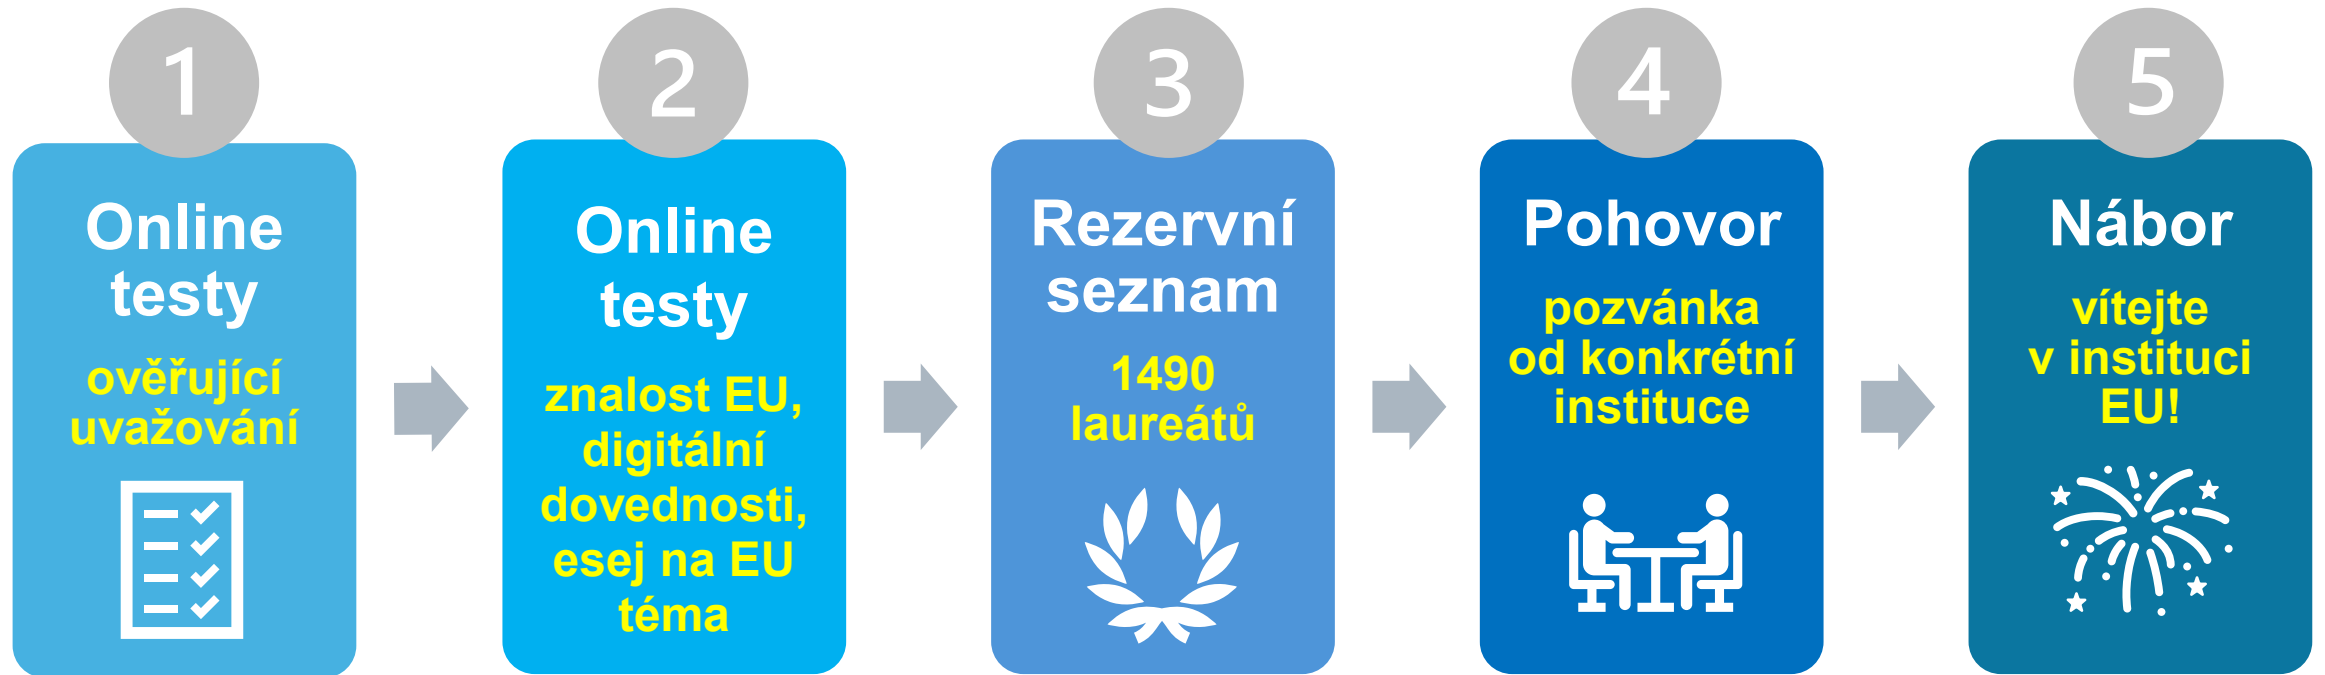 1
Online
testy
ověřující
uvažování
2
Online
testy
znalost EU,
digitální
dovednosti,
esej na EU
téma
3
Rezervní
seznam
1490
laureátů
4
Pohovor
pozvánka
od konkrétní
instituce
5
Nábor
vítejte
v instituci
EU!